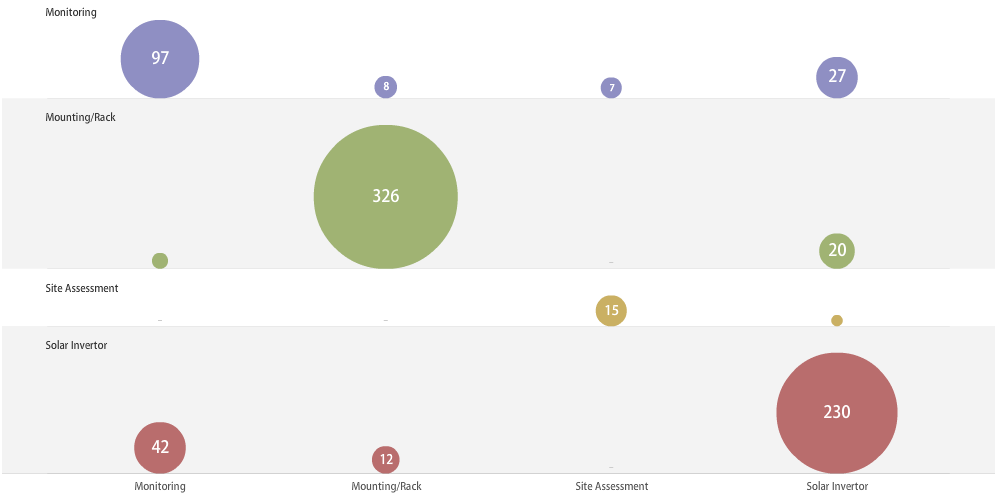 Monitoring
97
8
7
27
Mounting/Rack
326
20
–
Site Assessment
–
–
15
Solar Invertor
42
12
–
230
Monitoring
Mounting/Rack
Site Assessment
Solar Invertor